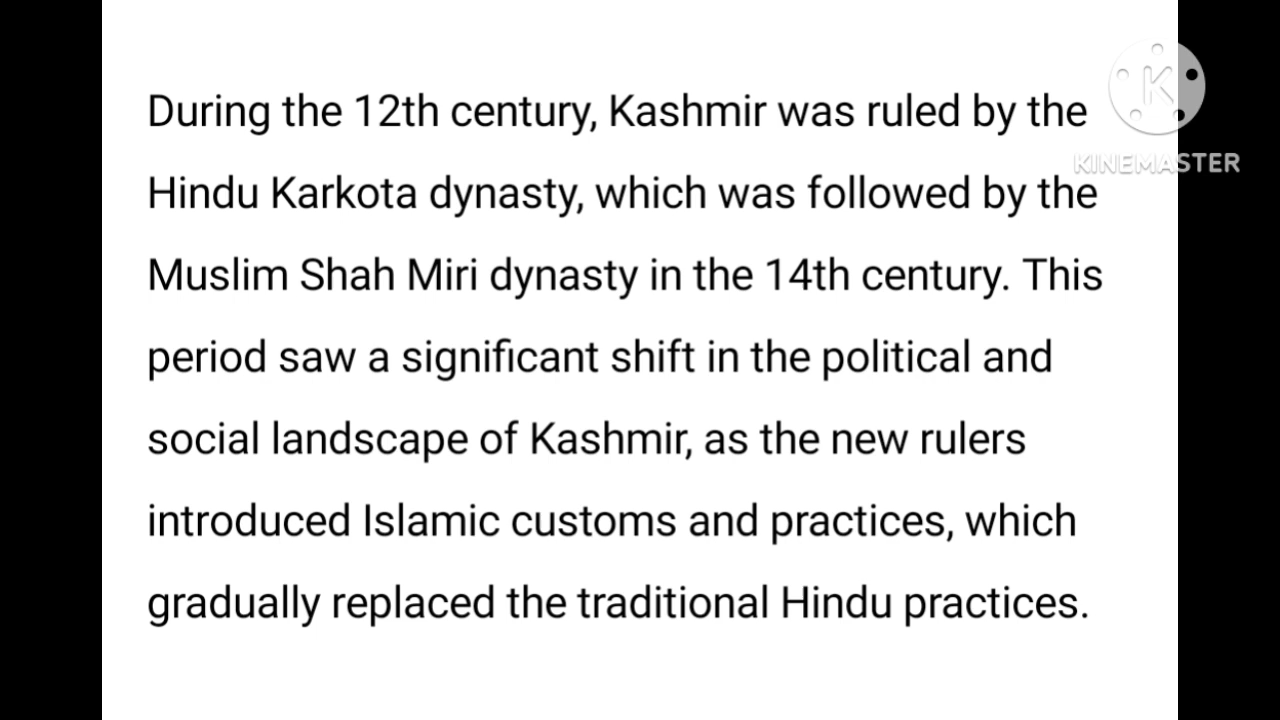 During the 12th century, Kashmir was ruled by the
Hindu Karkota dynasty, which was followed by the
Muslim Shah Miri dynasty in the 14th century. This
period saw a significant shift in the political and
social landscape of Kashmir, as the new rulers
introduced Islamic customs and practices, which
gradually replaced the traditional Hindu practices.
K
KINEMASTER